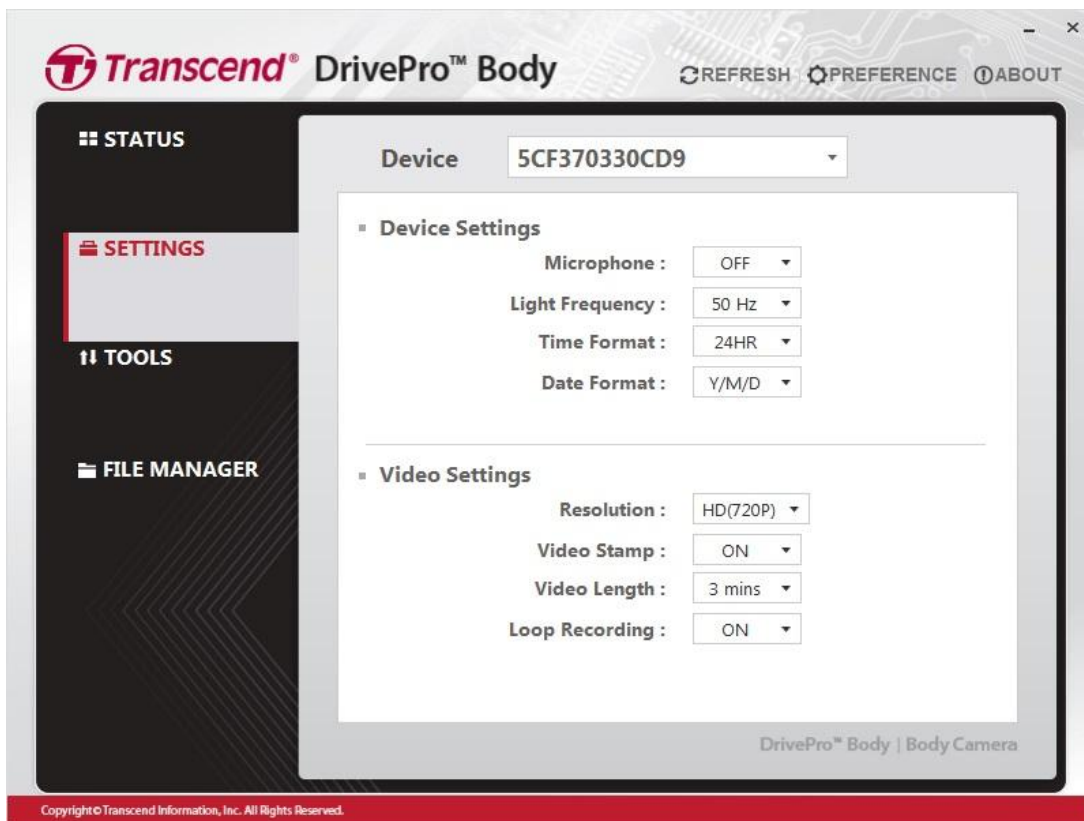 Transcend® DrivePro™ Body
REFRESH PREFERENCE ABOUT
STATUS
SETTINGS
TOOLS
FILE MANAGER
Device 5CF370330CD9
Device Settings
Microphone : OFF
Light Frequency : 50 Hz
Time Format : 24HR
Date Format : Y/M/D
Video Settings
Resolution : HD(720P)
Video Stamp : ON
Video Length : 3 mins
Loop Recording : ON
DrivePro™ Body | Body Camera
Copyright©Transcend Information, Inc. All Rights Reserved.